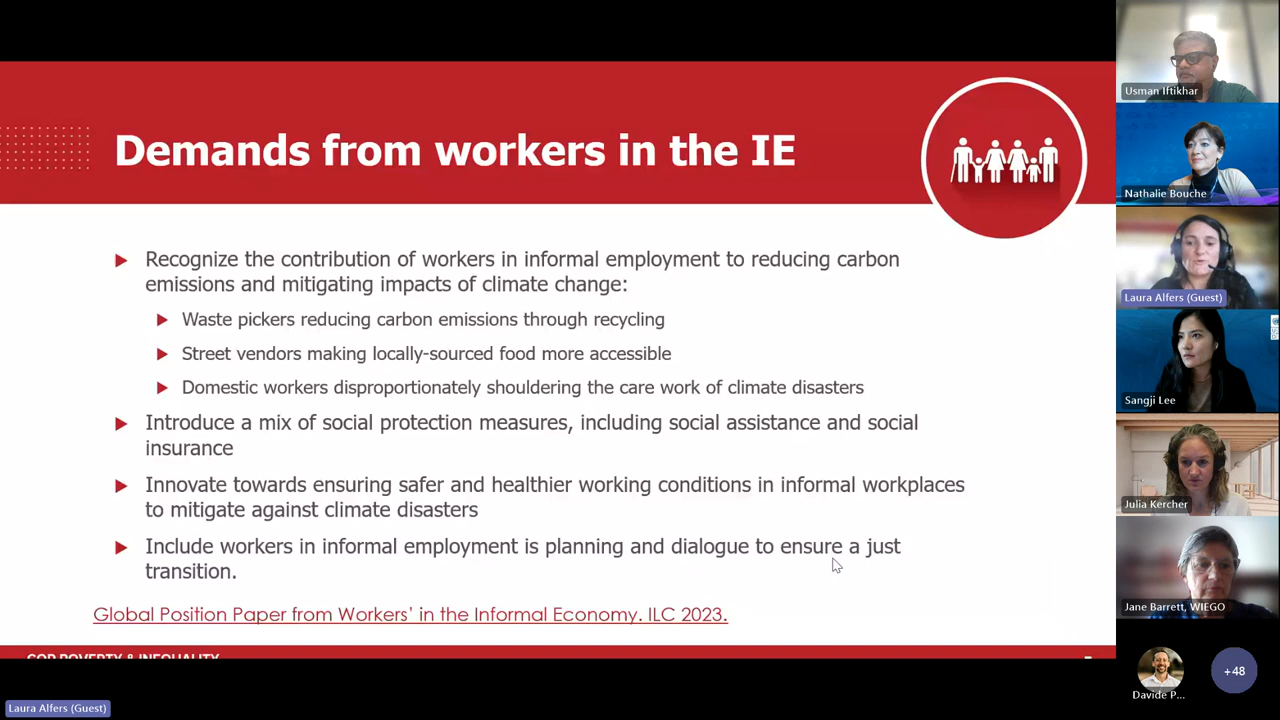 Demands from workers in the IE
Recognize the contribution of workers in informal employment to reducing carbon
emissions and mitigating impacts of climate change:
Waste pickers reducing carbon emissions through recycling
Street vendors making locally-sourced food more accessible
Domestic workers disproportionately shouldering the care work of climate disasters
Introduce a mix of social protection measures, including social assistance and social
insurance
Innovate towards ensuring safer and healthier working conditions in informal workplaces
to mitigate against climate disasters
Include workers in informal employment is planning and dialogue to ensure a just
transition.
Global Position Paper from Workers' in the Informal Economy. ILC 2023.
COP POVERTY & INEQUALITY
Laura Alfers (Guest)
Usman Iftikhar
Nathalie Bouche
Laura Alfers (Guest)
Sangji Lee
Julia Kercher
Jane Barrett, WIEGO
Davide P...
+48